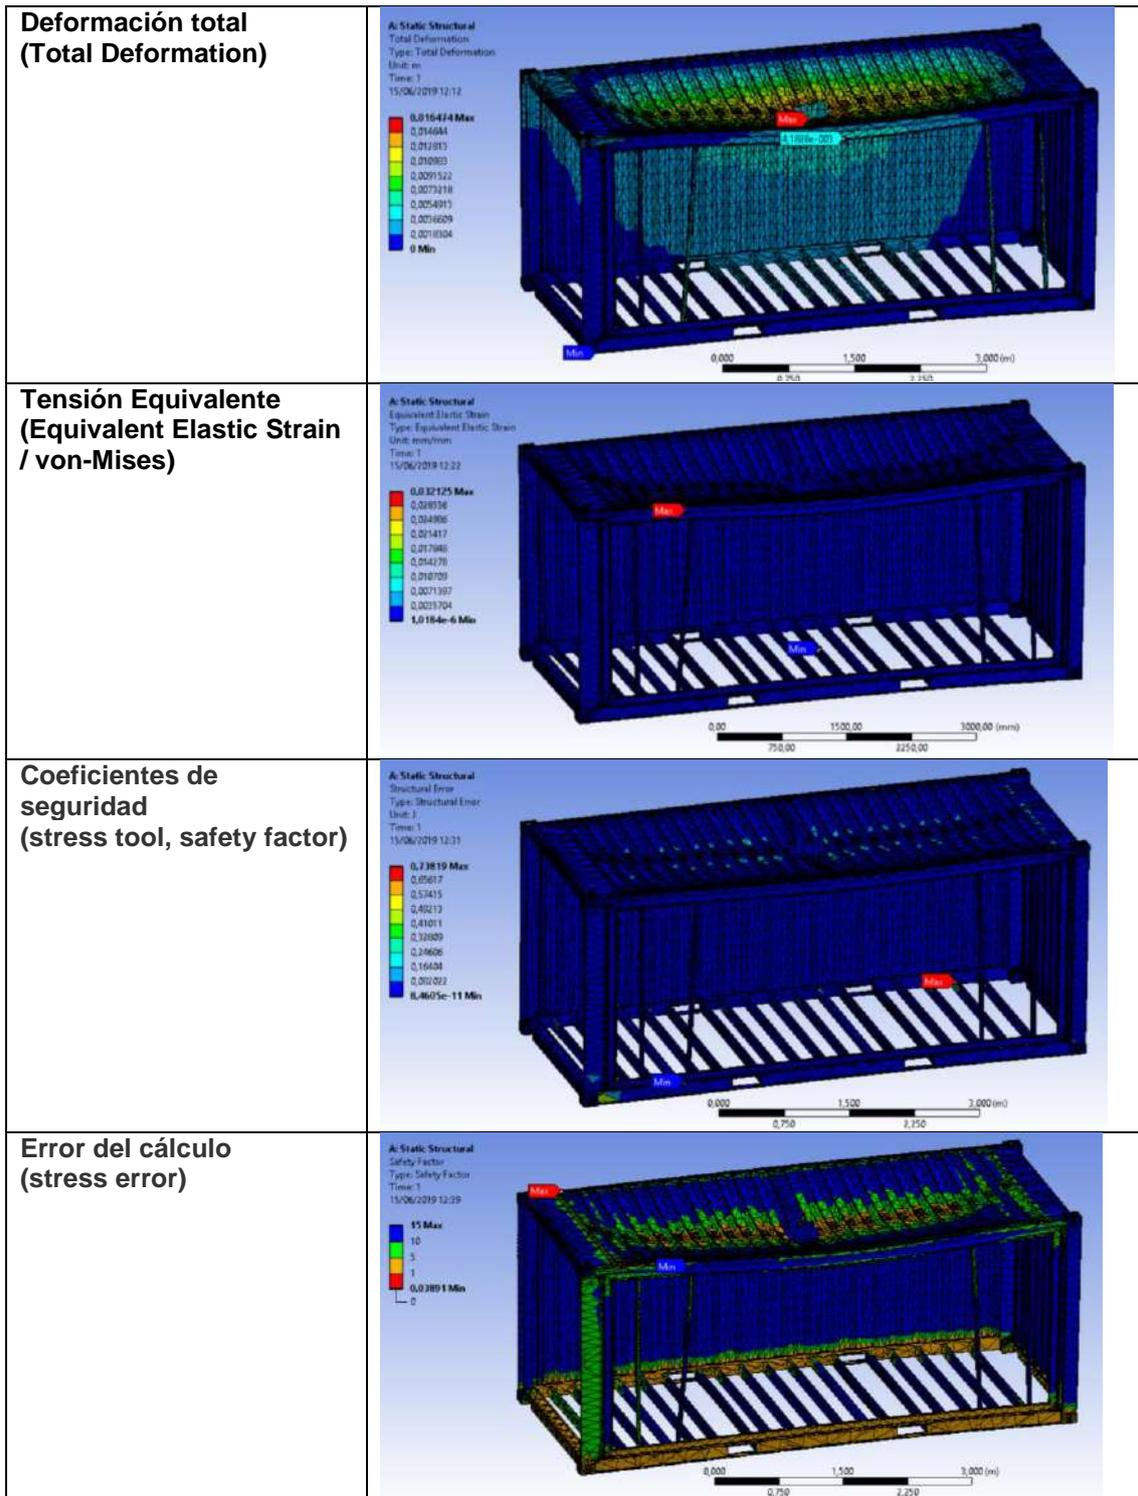 Deformación total
(Total Deformation)
A: Static Structural
Total Deformation
Type: Total Deformation
Unit: m
Time: 1
15/06/2019 12:12
0,016474 Max
0,014644
0,012813
0,010983
0,0091522
0,0073218
0,0054913
0,0036609
0,0018304
0 Min
Max
Min
0,000 1,500 3,000 (m)
0,750 2,250
Tensión Equivalente
(Equivalent Elastic Strain
/ von-Mises)
A: Static Structural
Equivalent Elastic Strain
Type: Equivalent Elastic Strain
Unit: mm/mm
Time: 1
15/06/2019 12:22
0,032125 Max
0,028556
0,024986
0,021417
0,017848
0,014278
0,010709
0,0071397
0,0035704
1,0184e-6 Min
Max
Min
0,00 1500,00 3000,00 (mm)
750,00 2250,00
Coeficientes de
seguridad
(stress tool, safety factor)
A: Static Structural
Structural Error
Type: Structural Error
Unit: J
Time: 1
15/06/2019 12:31
0,73819 Max
0,65617
0,57415
0,49213
0,41011
0,32809
0,24606
0,16404
0,082022
8,4605e-11 Min
Max
Min
0,000 1,500 3,000 (m)
0,750 2,250
Error del cálculo
(stress error)
A: Static Structural
Safety Factor
Type: Safety Factor
Time: 1
15/06/2019 12:39
15 Max
10
5
1
0,03891 Min
0
Max
Min
0,000 1,500 3,000 (m)
0,750 2,250